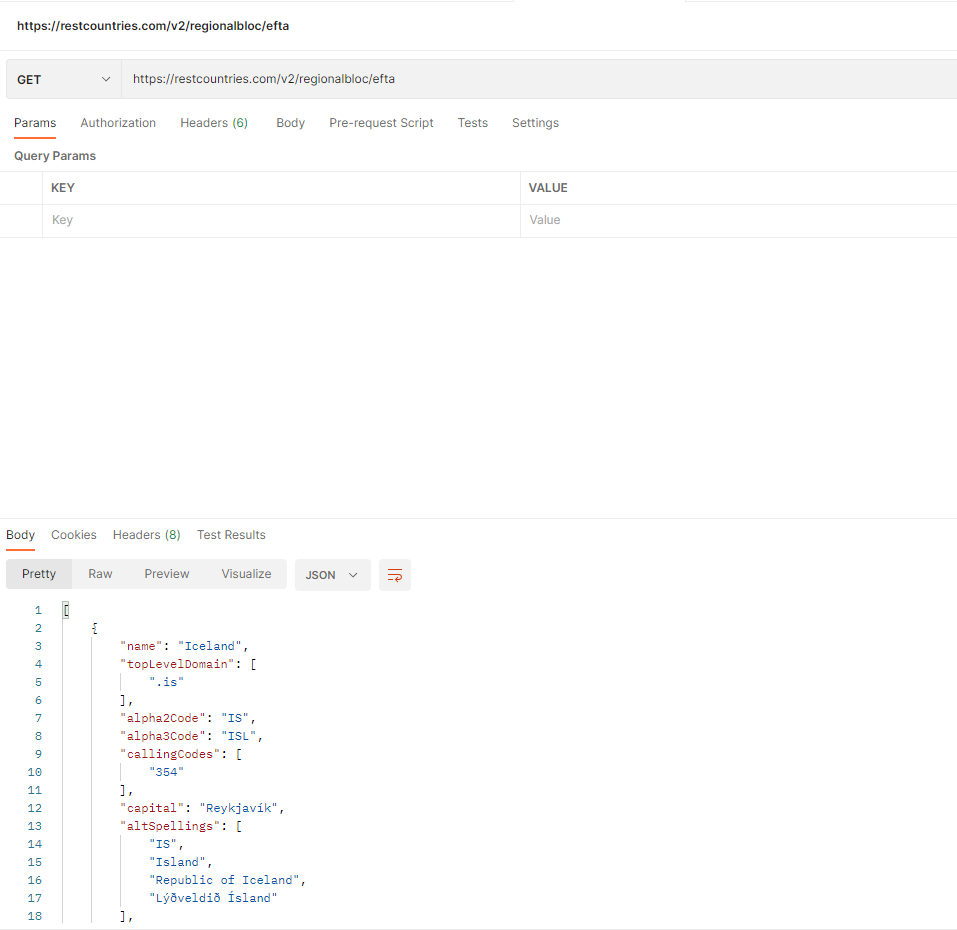 https://restcountries.com/v2/regionalbloc/efta
GET https://restcountries.com/v2/regionalbloc/efta
Params Authorization Headers (6) Body Pre-request Script Tests Settings
Query Params
KEY VALUE
Key Value
Body Cookies Headers (8) Test Results
Pretty Raw Preview Visualize JSON
1 [
2 {
3 "name": "Iceland",
4 "topLevelDomain": [
5 ".is"
6 ],
7 "alpha2Code": "IS",
8 "alpha3Code": "ISL",
9 "callingCodes": [
10 "354"
11 ],
12 "capital": "Reykjavík",
13 "altSpellings": [
14 "IS",
15 "Island",
16 "Republic of Iceland",
17 "Lýðveldið Ísland"
18 ],